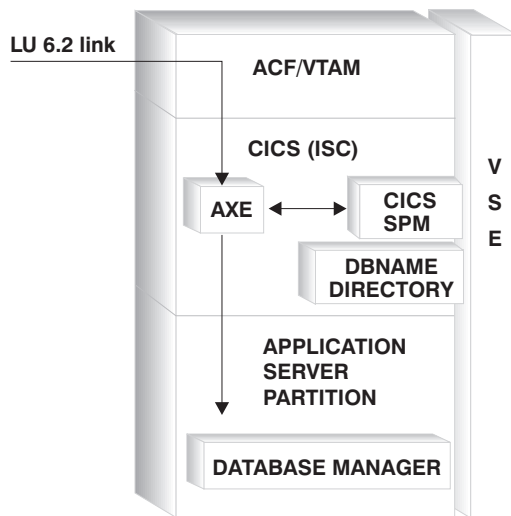 LU 6.2 link
ACF/VTAM
CICS (ISC)
AXE
CICS
SPM
DBNAME
DIRECTORY
APPLICATION
SERVER
PARTITION
DATABASE MANAGER
V
S
E